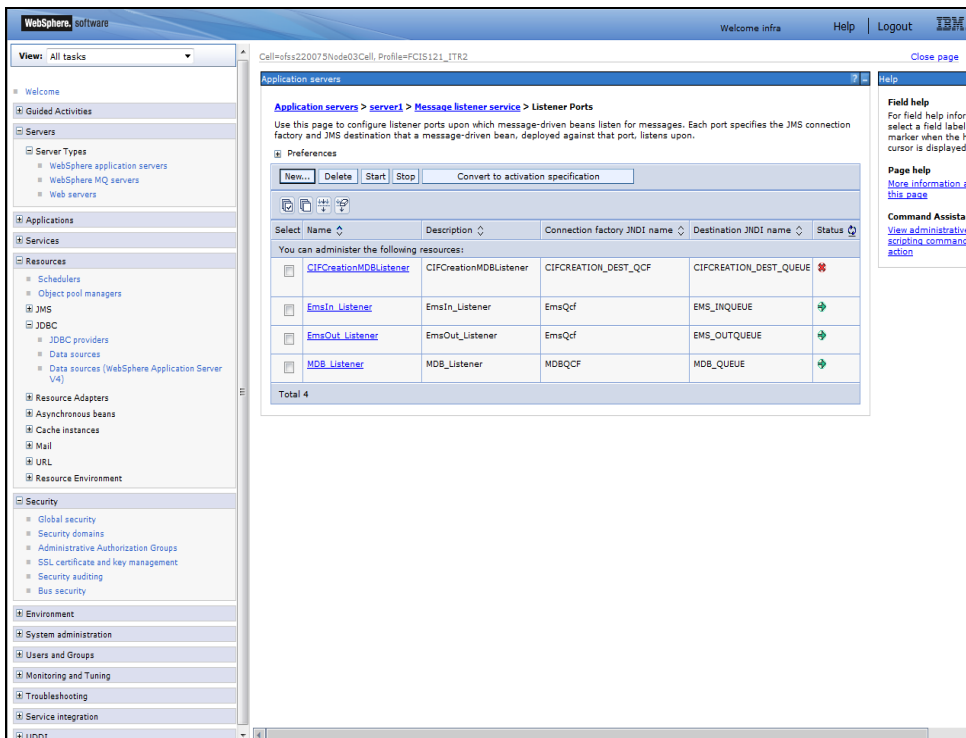 WebSphere. software
Welcome infra
Help
Logout
IBM
View: All tasks
Cell=ofss220075Node03Cell, Profile=FCIS121_ITR2
Close page
Welcome
Guided Activities
Servers
Server Types
WebSphere application servers
WebSphere MQ servers
Web servers
Applications
Services
Resources
Schedulers
Object pool managers
JMS
JDBC
JDBC providers
Data sources
Data sources (WebSphere Application Server
V4)
Resource Adapters
Asynchronous beans
Cache instances
Mail
URL
Resource Environment
Security
Global security
Security domains
Administrative Authorization Groups
SSL certificate and key management
Security auditing
Bus security
Environment
System administration
Users and Groups
Monitoring and Tuning
Troubleshooting
Service integration
UDDI
Application servers
? -
Application servers > server1 > Message listener service > Listener Ports
Use this page to configure listener ports upon which message-driven beans listen for messages. Each port specifies the JMS connection
factory and JMS destination that a message-driven bean, deployed against that port, listens upon.
Preferences
New... Delete Start Stop Convert to activation specification
Select Name Description Connection factory JNDI name Destination JNDI name Status
You can administer the following resources:
CIFCreationMDBListener CIFCreationMDBListener CIFCREATION_DEST_QCF CIFCREATION_DEST_QUEUE
EmsIn_Listener EmsIn_Listener EmsQcf EMS_INQUEUE
EmsOut_Listener EmsOut_Listener EmsQcf EMS_OUTQUEUE
MDB_Listener MDB_Listener MDBQCF MDB_QUEUE
Total 4
Help
Field help
For field help infor
select a field label
marker when the h
cursor is displayed
Page help
More information a
this page
Command Assista
View administrative
scripting command
action